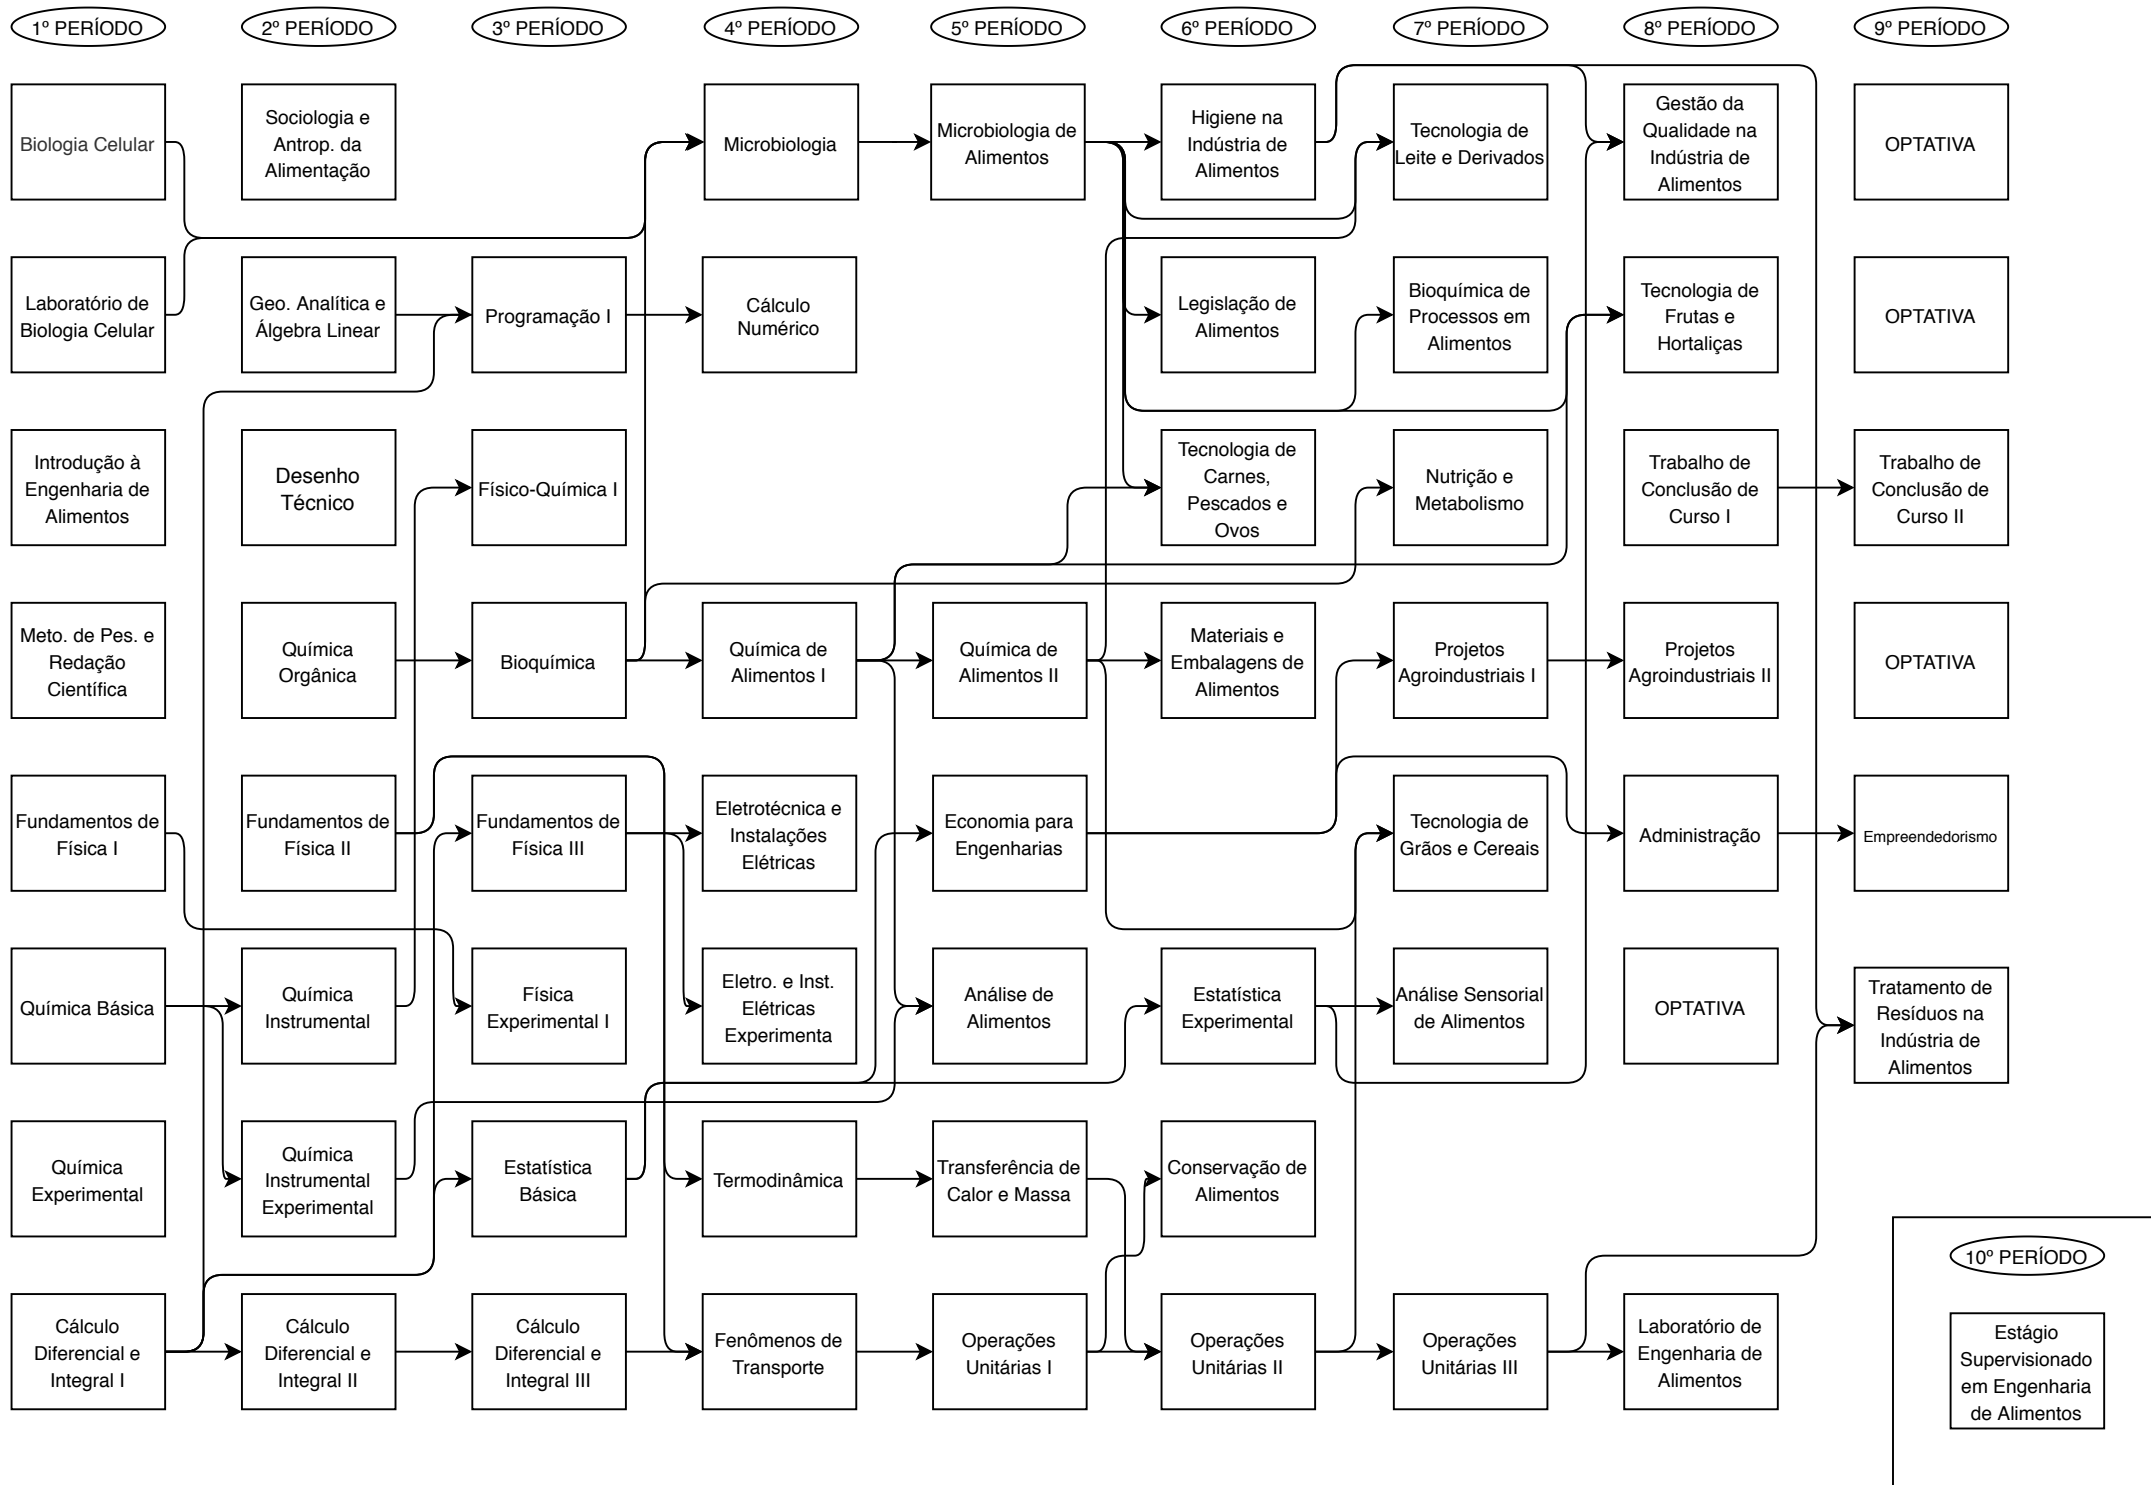 1º PERÍODO
2º PERÍODO
3º PERÍODO
4º PERÍODO
5º PERÍODO
6º PERÍODO
7º PERÍODO
8º PERÍODO
9º PERÍODO
Biologia Celular
Sociologia e
Antrop. da
Alimentação
Microbiologia
Microbiologia de
Alimentos
Higiene na
Indústria de
Alimentos
Tecnologia de
Leite e Derivados
Gestão da
Qualidade na
Indústria de
Alimentos
OPTATIVA
Laboratório de
Biologia Celular
Geo. Analítica e
Álgebra Linear
Programação I
Cálculo
Numérico
Legislação de
Alimentos
Bioquímica de
Processos em
Alimentos
Tecnologia de
Frutas e
Hortaliças
OPTATIVA
Introdução à
Engenharia de
Alimentos
Desenho
Técnico
Físico-Química I
Tecnologia de
Carnes,
Pescados e
Ovos
Nutrição e
Metabolismo
Trabalho de
Conclusão de
Curso I
Trabalho de
Conclusão de
Curso II
Meto. de Pes. e
Redação
Científica
Química
Orgânica
Bioquímica
Química de
Alimentos I
Química de
Alimentos II
Materiais e
Embalagens de
Alimentos
Projetos
Agroindustriais I
Projetos
Agroindustriais II
OPTATIVA
Fundamentos de
Física I
Fundamentos de
Física II
Fundamentos de
Física III
Eletrotécnica e
Instalações
Elétricas
Economia para
Engenharias
Tecnologia de
Grãos e Cereais
Administração
Empreendedorismo
Química Básica
Química
Instrumental
Física
Experimental I
Eletro. e Inst.
Elétricas
Experimenta
Análise de
Alimentos
Estatística
Experimental
Análise Sensorial
de Alimentos
OPTATIVA
Tratamento de
Resíduos na
Indústria de
Alimentos
Química
Experimental
Química
Instrumental
Experimental
Estatística
Básica
Termodinâmica
Transferência de
Calor e Massa
Conservação de
Alimentos
Cálculo
Diferencial e
Integral I
Cálculo
Diferencial e
Integral II
Cálculo
Diferencial e
Integral III
Fenômenos de
Transporte
Operações
Unitárias I
Operações
Unitárias II
Operações
Unitárias III
Laboratório de
Engenharia de
Alimentos
10º PERÍODO
Estágio
Supervisionado
em Engenharia
de Alimentos